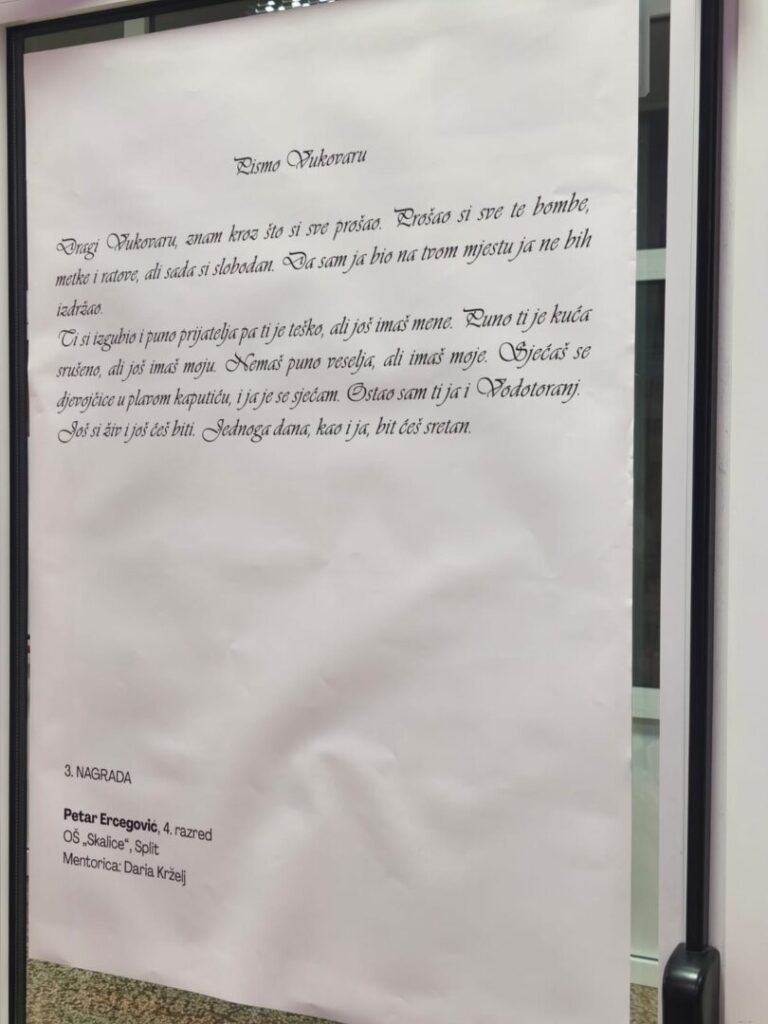 Pismo Vukovaru
Dragi Vukovaru, znam kroz što si sve prošao. Prošao si sve te bombe,
metke i ratove, ali sada si slobodan. Da sam ja bio na tvom mjestu ja ne bih
izdržao.
Ti si izgubio i puno prijatelja pa ti je teško, ali još imaš mene. Puno ti je kuća
srušeno, ali još imaš moju. Nemaš puno veselja, ali imaš moje. Sjećaš se
djevojčice u plavom kaputiću, i ja je se sjećam. Ostao sam ti ja i Vodotoranj.
Još si živ i još ćeš biti. Jednoga dana, kao i ja, bit ćeš sretan.
3. NAGRADA
Petar Ercegović, 4. razred
OŠ „Skalice“, Split
Mentorica: Daria Krželj